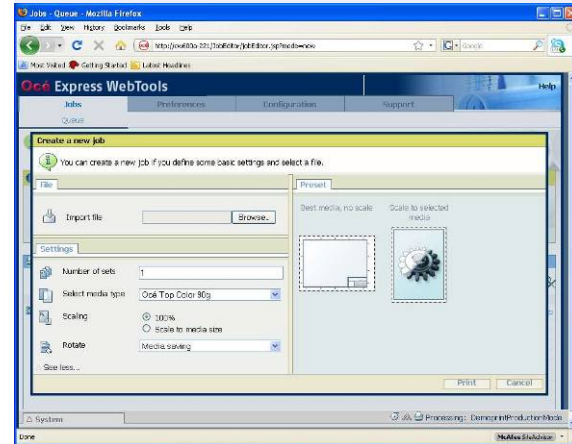 Jobs - Queue - Mozilla Firefox
File Edit View History Bookmarks Tools Help
Google
Most Visited Getting Started Latest Headlines
Océ Express WebTools
Help
Jobs Preferences Configuration Support
Queue
Create a new job
You can create a new job if you define some basic settings and select a file.
File
Import file
Browse..
Settings
Number of sets 1
Select media type Océ Top Color 90g
Scaling 100%
Scale to media size
Rotate Media saving
See less...
Preset
Best media, no scale
Scale to selected media
Print Cancel
System
Processing: DemoprintProductionMode
Done
McAfee SiteAdvisor